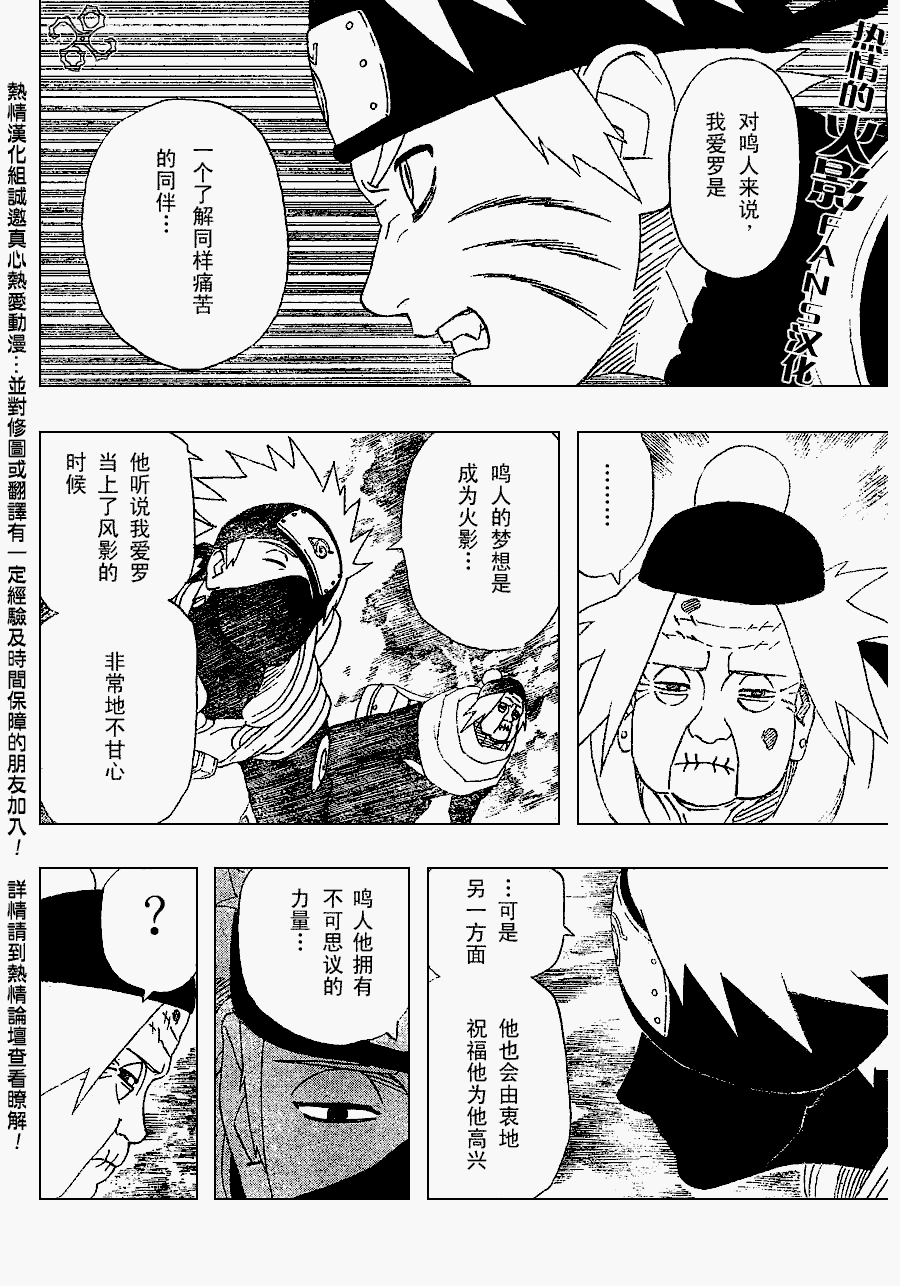 热情的火影FANS汉化
对鸣人来说，
我爱罗是
一个了解同样痛苦
的同伴…
………
鸣人的梦想是
成为火影…
他听说我爱罗
当上了风影的
时候
非常地不甘心
…可是
另一方面
他也会由衷地
祝福他为他高兴
鸣人他拥有
不可思议的
力量…
？
熱情漢化組誠邀真心熱愛動漫…並對修圖或翻譯有一定經驗及時間保障的朋友加入！ 詳情請到熱情論壇查看瞭解！